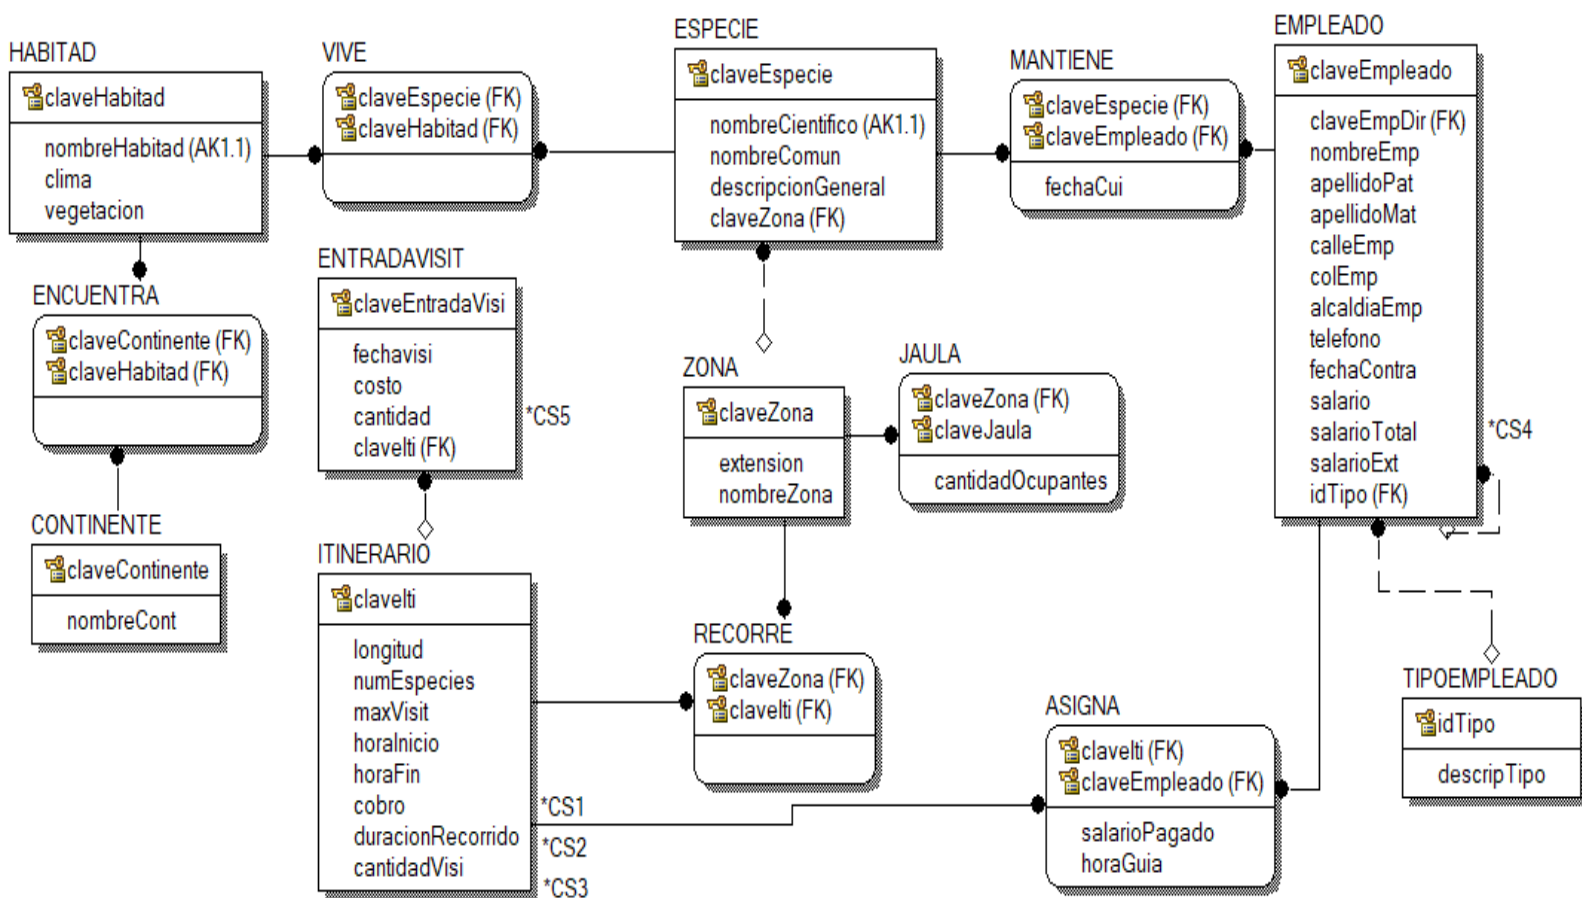 HABITAD
claveHabitad
nombreHabitad (AK1.1)
clima
vegetacion
VIVE
claveEspecie (FK)
claveHabitad (FK)
ESPECIE
claveEspecie
nombreCientifico (AK1.1)
nombreComun
descripcionGeneral
claveZona (FK)
MANTIENE
claveEspecie (FK)
claveEmpleado (FK)
fechaCui
EMPLEADO
claveEmpleado
claveEmpDir (FK)
nombreEmp
apellidoPat
apellidoMat
calleEmp
colEmp
alcaldiaEmp
telefono
fechaContra
salario
salarioTotal
salarioExt
idTipo (FK)
*CS4
ENCUENTRA
claveContinente (FK)
claveHabitad (FK)
ENTRADAVISIT
claveEntradaVisi
fechavisi
costo
cantidad
claveIti (FK)
*CS5
ZONA
claveZona
extension
nombreZona
JAULA
claveZona (FK)
claveJaula
cantidadOcupantes
CONTINENTE
claveContinente
nombreCont
ITINERARIO
claveIti
longitud
numEspecies
maxVisit
horaInicio
horaFin
cobro
duracionRecorrido
cantidadVisi
*CS1
*CS2
*CS3
RECORRE
claveZona (FK)
claveIti (FK)
ASIGNA
claveIti (FK)
claveEmpleado (FK)
salarioPagado
horaGuia
TIPOEMPLEADO
idTipo
descripTipo